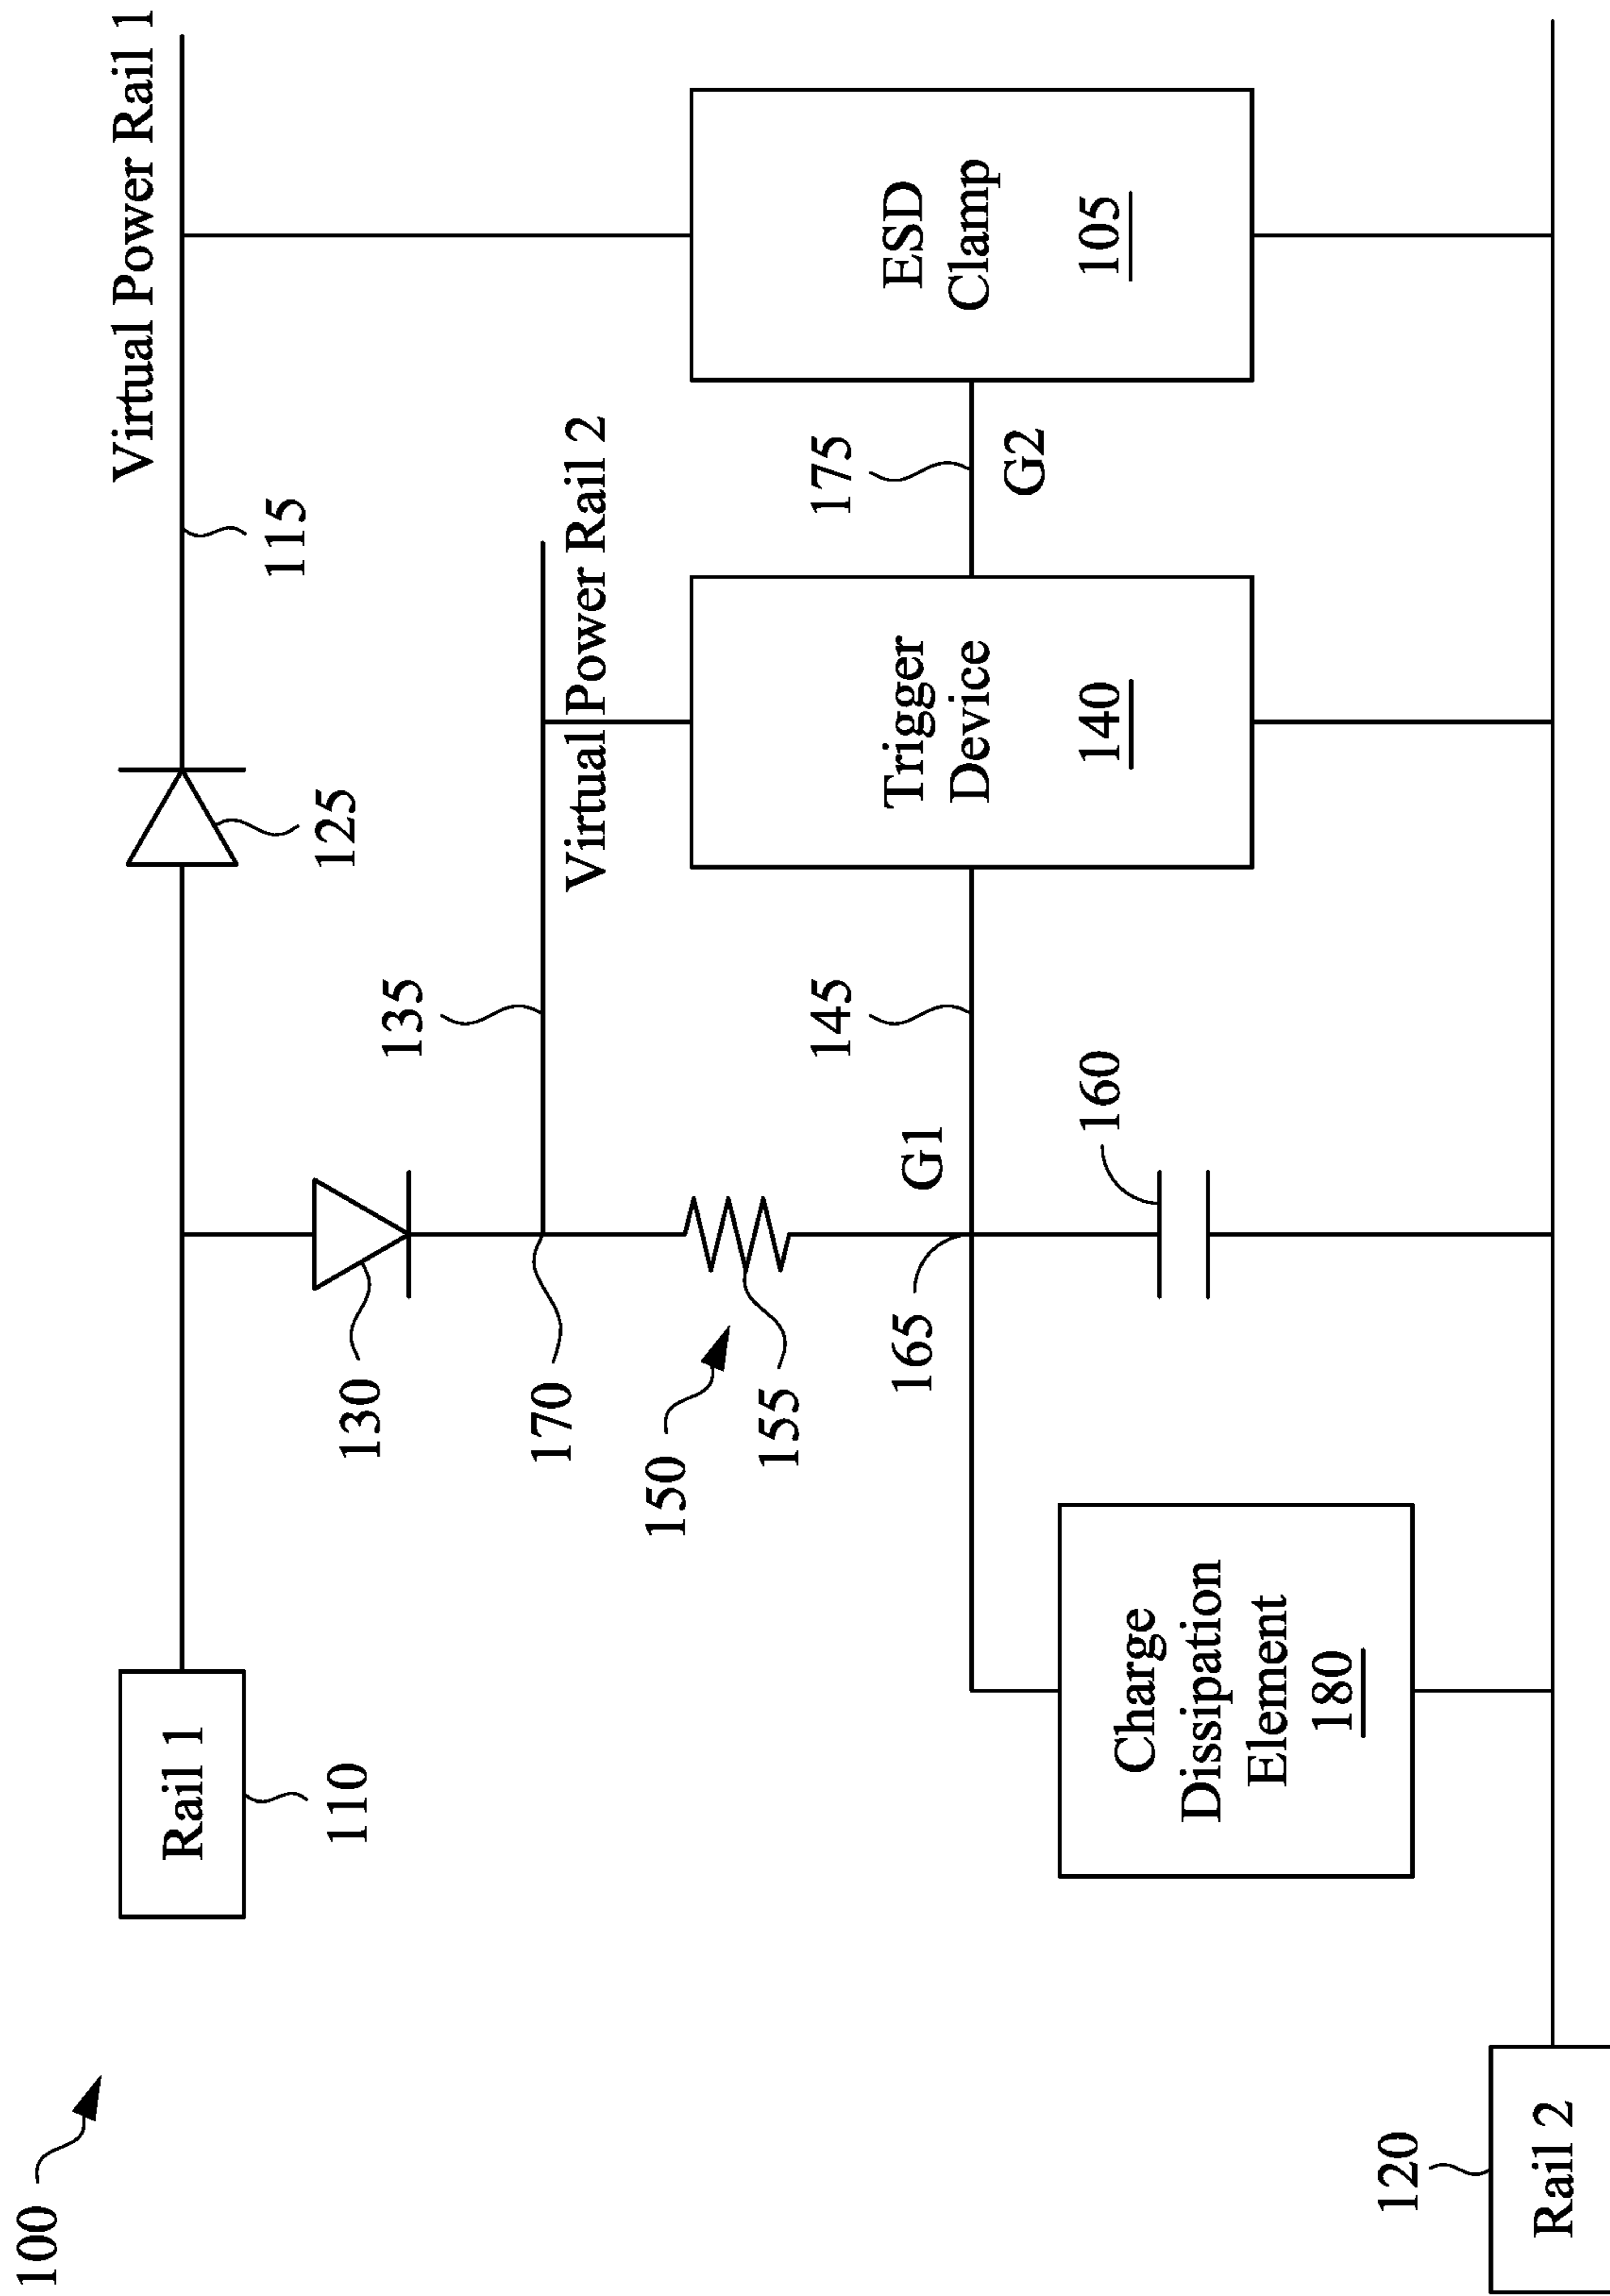 100
Rail 1
110
125
115
Virtual Power Rail 1
130
170
135
Virtual Power Rail 2
150
155
165
G1
145
160
Charge
Dissipation
Element
180
Trigger
Device
140
175
G2
ESD
Clamp
105
120
Rail 2